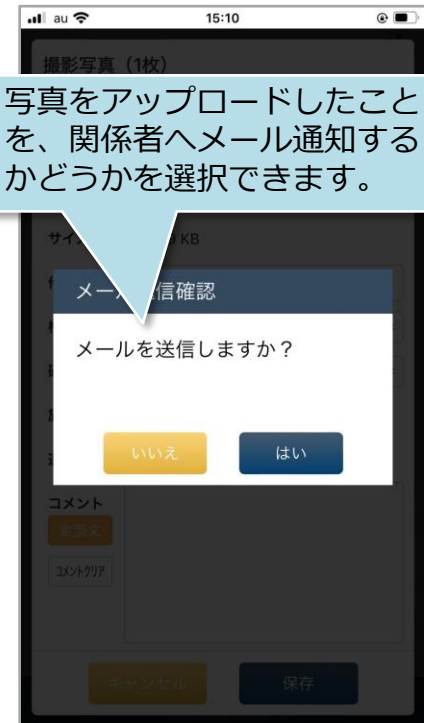 au
15:10
撮影写真（1枚）
写真をアップロードしたこと
を、関係者へメール通知する
かどうかを選択できます。
KB
信確認
メールを送信しますか？
いいえ
はい
コメント
定型文
コメントクリア
キャンセル
保存